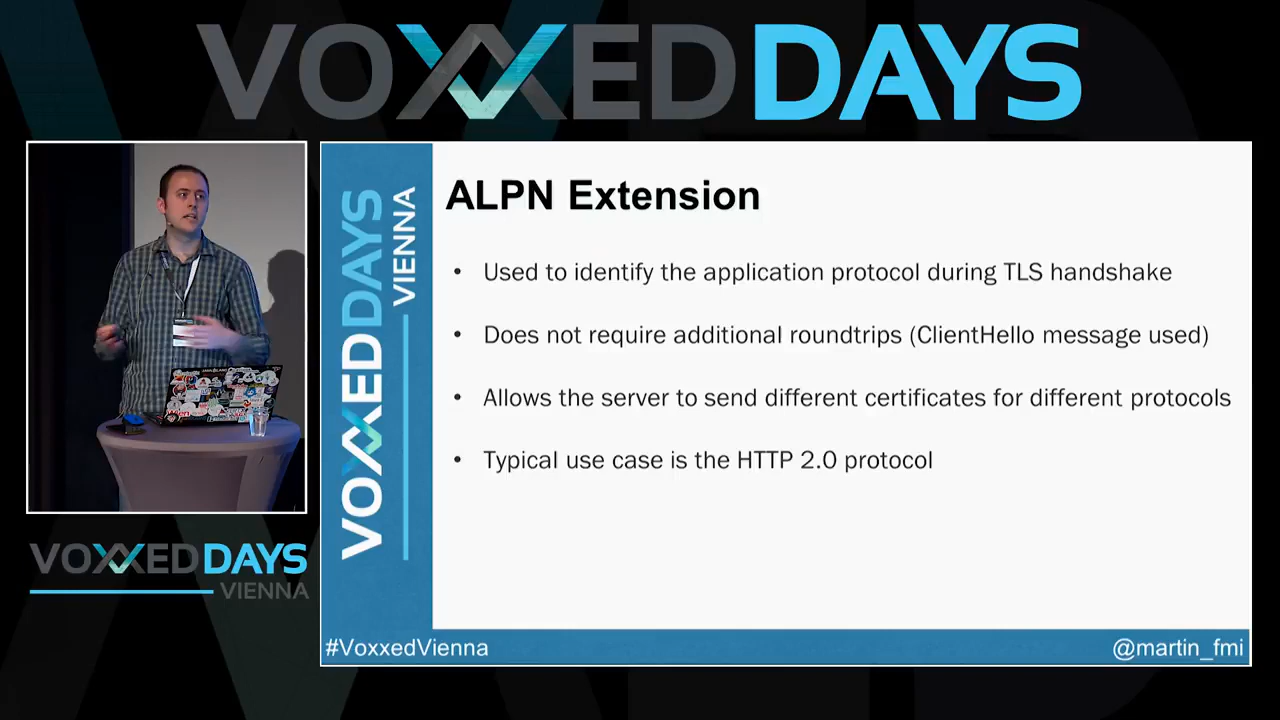 VOXXED DAYS
VOXXED DAYS
VIENNA
ALPN Extension
• Used to identify the application protocol during TLS handshake
• Does not require additional roundtrips (ClientHello message used)
• Allows the server to send different certificates for different protocols
• Typical use case is the HTTP 2.0 protocol
VOXXED DAYS
VIENNA
#VoxxedVienna
@martin_fmi